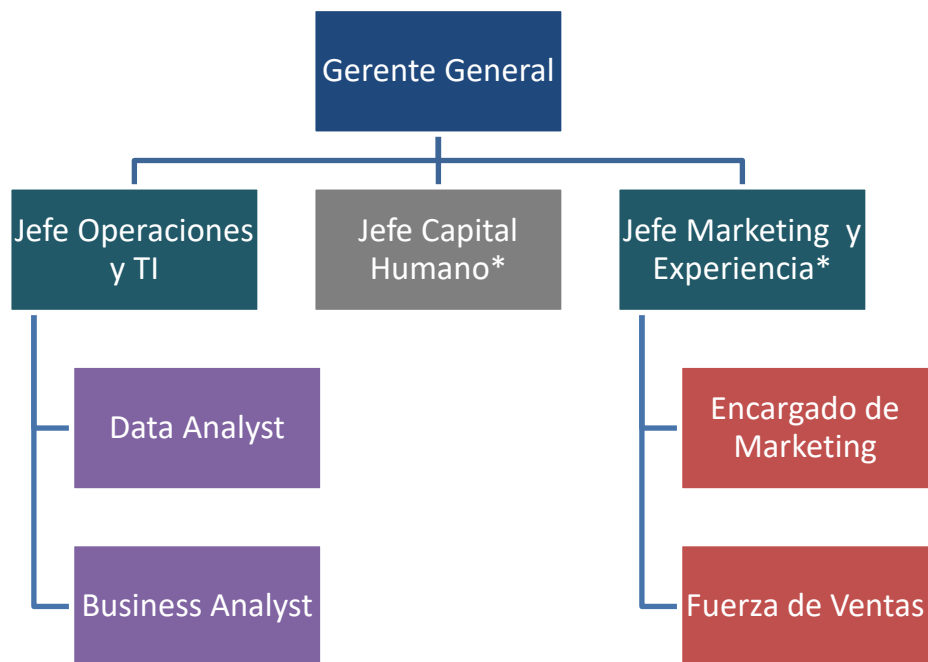 Gerente General
Jefe Operaciones
y TI
Jefe Capital
Humano*
Jefe Marketing y
Experiencia*
Data Analyst
Encargado de
Marketing
Business Analyst
Fuerza de Ventas